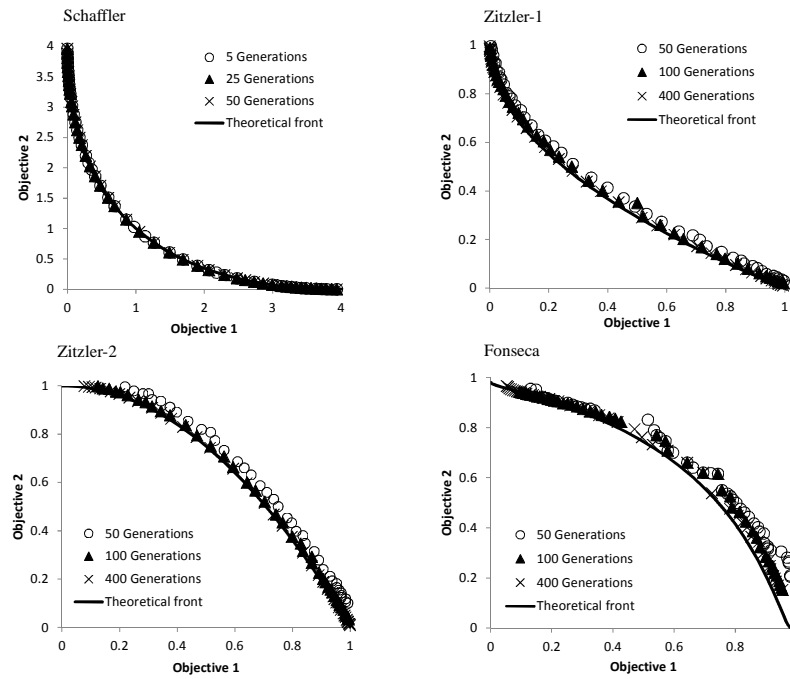 Schaffler
4
3.5
3
2.5
2
1.5
1
0.5
0
Objective 2
5 Generations
25 Generations
50 Generations
Theoretical front
0 1 2 3 4
Objective 1
Zitzler-1
1
0.8
0.6
0.4
0.2
0
Objective 2
50 Generations
100 Generations
400 Generations
Theoretical front
0 0.2 0.4 0.6 0.8 1
Objective 1
Zitzler-2
1
0.8
0.6
0.4
0.2
0
Objective 2
50 Generations
100 Generations
400 Generations
Theoretical front
0 0.2 0.4 0.6 0.8 1
Objective 1
Fonseca
1
0.8
0.6
0.4
0.2
0
Objective 2
50 Generations
100 Generations
400 Generations
Theoretical front
0 0.2 0.4 0.6 0.8
Objective 1